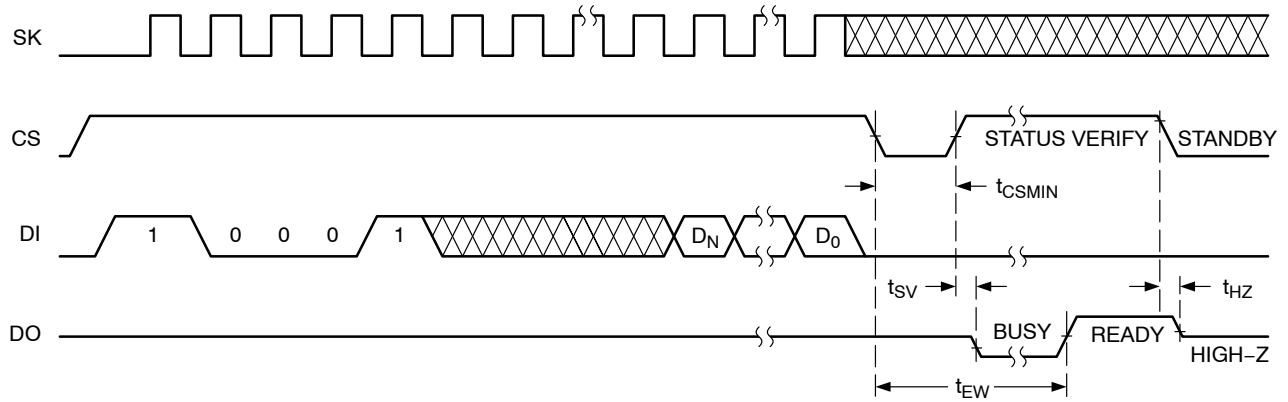 SK
CS
STATUS VERIFY
STANDBY
tCSMIN
DI
1 0 0 0 1
DN
D0
tSV
tHZ
DO
BUSY
READY
HIGH–Z
tEW